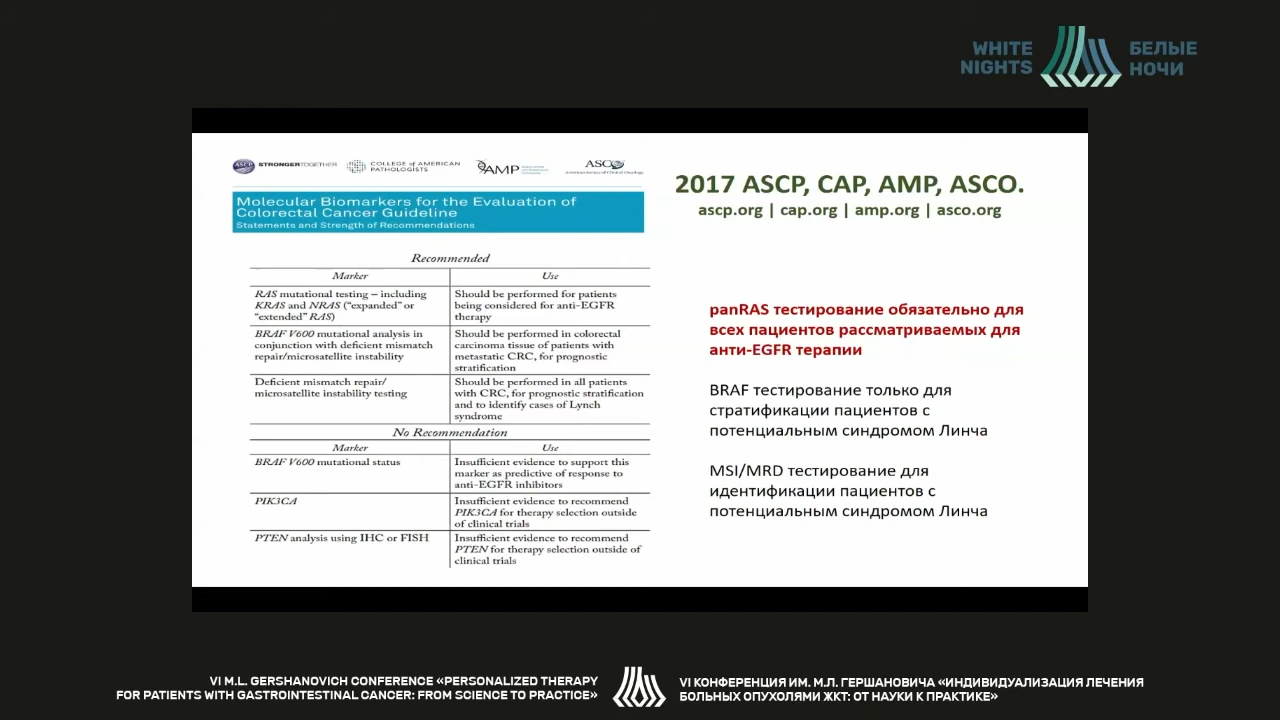 WHITE
NIGHTS
БЕЛЫЕ
НОЧИ
ASCP
STRONGERTOGETHER
COLLEGE of AMERICAN
PATHOLOGISTS
AMP
ASCO
American Society of Clinical Oncology
Molecular Biomarkers for the Evaluation of
Colorectal Cancer Guideline
Statements and Strength of Recommendations
Recommended
Marker
Use
RAS mutational testing – including
KRAS and NRAS (“expanded” or
“extended” RAS)
Should be performed for patients
being considered for anti-EGFR
therapy
BRAF V600 mutational analysis in
conjunction with deficient mismatch
repair/microsatellite instability
Should be performed in colorectal
carcinoma tissue of patients with
metastatic CRC, for prognostic
stratification
Deficient mismatch repair/
microsatellite instability testing
Should be performed in all patients
with CRC, for prognostic stratification
and to identify cases of Lynch
syndrome
No Recommendation
Marker
Use
BRAF V600 mutational status
Insufficient evidence to support this
marker as predictive of response to
anti-EGFR inhibitors
PIK3CA
Insufficient evidence to recommend
PIK3CA for therapy selection outside
of clinical trials
PTEN analysis using IHC or FISH
Insufficient evidence to recommend
PTEN for therapy selection outside of
clinical trials
2017 ASCP, CAP, AMP, ASCO.
ascp.org | cap.org | amp.org | asco.org
panRAS тестирование обязательно для
всех пациентов рассматриваемых для
анти-EGFR терапии
BRAF тестирование только для
стратификации пациентов с
потенциальным синдромом Линча
MSI/MRD тестирование для
идентификации пациентов с
потенциальным синдромом Линча
VI M.L. GERSHANOVICH CONFERENCE «PERSONALIZED THERAPY
FOR PATIENTS WITH GASTROINTESTINAL CANCER: FROM SCIENCE TO PRACTICE»
VI КОНФЕРЕНЦИЯ ИМ. М.Л. ГЕРШАНОВИЧА «ИНДИВИДУАЛИЗАЦИЯ ЛЕЧЕНИЯ
БОЛЬНЫХ ОПУХОЛЯМИ ЖКТ: ОТ НАУКИ К ПРАКТИКЕ»